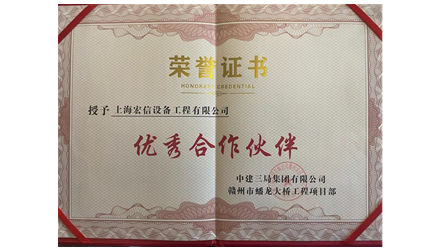 荣誉证书
HONORARY CREDENTIAL
授予 上海宏信设备工程有限公司
优秀合作伙伴
中建三局集团有限公司
赣州市蟠龙大桥工程项目部